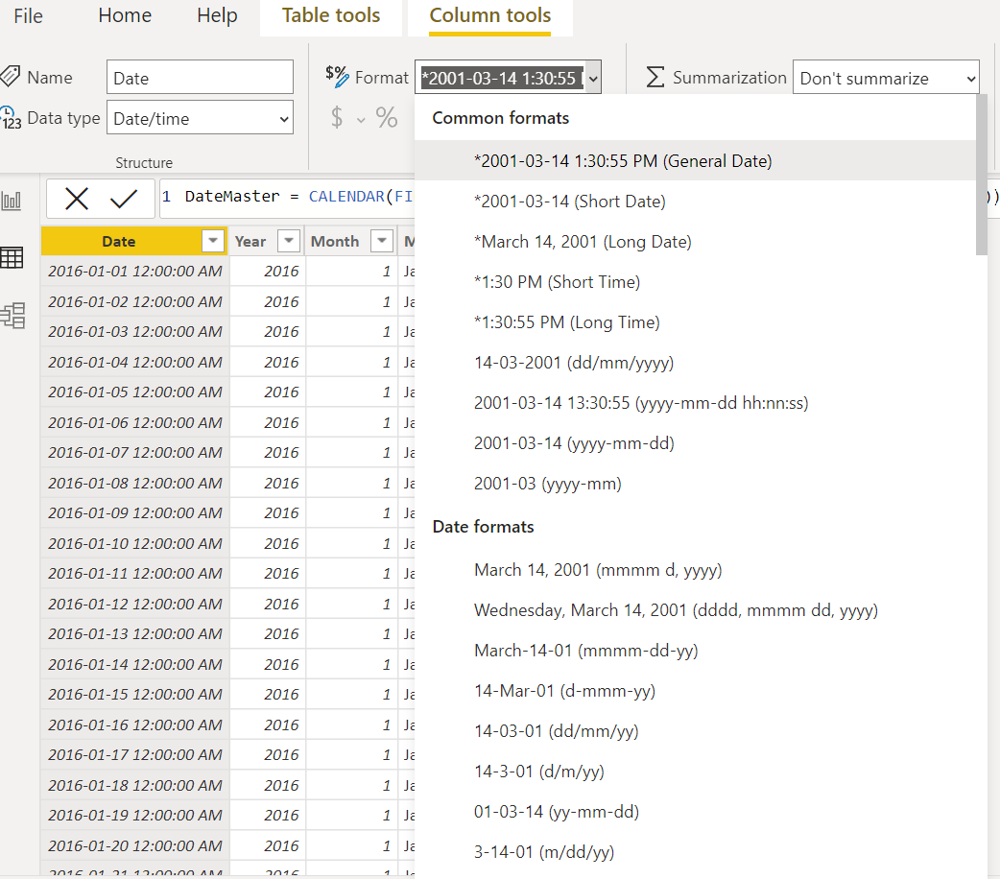 File Home Help Table tools Column tools
Name Date $% Format *2001-03-14 1:30:55 Summarization Don't summarize
123 Data type Date/time $ %
Structure
Common formats
*2001-03-14 1:30:55 PM (General Date)
*2001-03-14 (Short Date)
*March 14, 2001 (Long Date)
*1:30 PM (Short Time)
*1:30:55 PM (Long Time)
14-03-2001 (dd/mm/yyyy)
2001-03-14 13:30:55 (yyyy-mm-dd hh:nn:ss)
2001-03-14 (yyyy-mm-dd)
2001-03 (yyyy-mm)
Date formats
March 14, 2001 (mmmm d, yyyy)
Wednesday, March 14, 2001 (dddd, mmmm dd, yyyy)
March-14-01 (mmmm-dd-yy)
14-Mar-01 (d-mmm-yy)
14-03-01 (dd/mm/yy)
14-3-01 (d/m/yy)
01-03-14 (yy-mm-dd)
3-14-01 (m/dd/yy)
1 DateMaster = CALENDAR(FI ))
Date Year Month M
2016-01-01 12:00:00 AM 2016 1 Ja
2016-01-02 12:00:00 AM 2016 1 Ja
2016-01-03 12:00:00 AM 2016 1 Ja
2016-01-04 12:00:00 AM 2016 1 Ja
2016-01-05 12:00:00 AM 2016 1 Ja
2016-01-06 12:00:00 AM 2016 1 Ja
2016-01-07 12:00:00 AM 2016 1 Ja
2016-01-08 12:00:00 AM 2016 1 Ja
2016-01-09 12:00:00 AM 2016 1 Ja
2016-01-10 12:00:00 AM 2016 1 Ja
2016-01-11 12:00:00 AM 2016 1 Ja
2016-01-12 12:00:00 AM 2016 1 Ja
2016-01-13 12:00:00 AM 2016 1 Ja
2016-01-14 12:00:00 AM 2016 1 Ja
2016-01-15 12:00:00 AM 2016 1 Ja
2016-01-16 12:00:00 AM 2016 1 Ja
2016-01-17 12:00:00 AM 2016 1 Ja
2016-01-18 12:00:00 AM 2016 1 Ja
2016-01-19 12:00:00 AM 2016 1 Ja
2016-01-20 12:00:00 AM 2016 1 Ja
2016-01-21 12:00:00 AM 2016 1 Ja